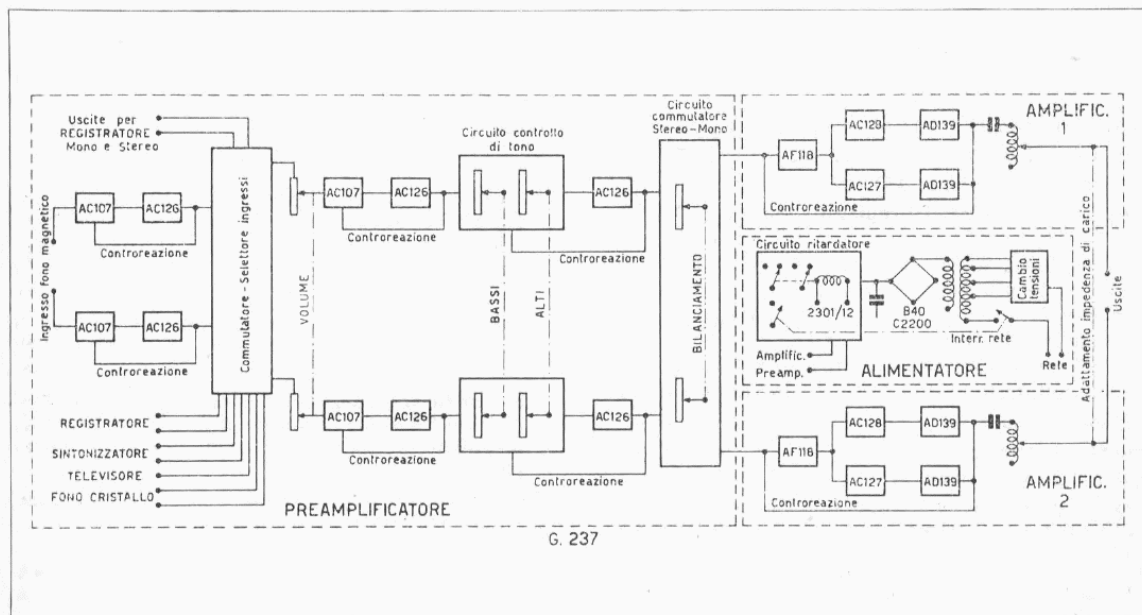 Uscite per
REGISTRATORE
Mono e Stereo
Ingresso fono magnetico
AC107
AC126
Controreazione
AC107
AC126
Controreazione
Commutatore-Selettore ingressi
REGISTRATORE
SINTONIZZATORE
TELEVISORE
FONO CRISTALLO
VOLUME
AC107
AC126
Controreazione
AC107
AC126
Controreazione
Circuito controllo
di tono
BASSI
ALTI
AC126
Controreazione
AC126
Controreazione
Circuito
commutatore
Stereo-Mono
BILANCIAMENTO
PREAMPLIFICATORE
AMPLIFIC.
1
AF118
AC128
AD139
AC127
AD139
Controreazione
Circuito ritardatore
2301/12
B40
C2200
Cambio
tensioni
Interr. rete
Rete
Amplific.
Preamp.
ALIMENTATORE
Adattamento impedenza di carico
Uscite
AF118
AC128
AD139
AC127
AD139
Controreazione
AMPLIFIC.
2
G. 237